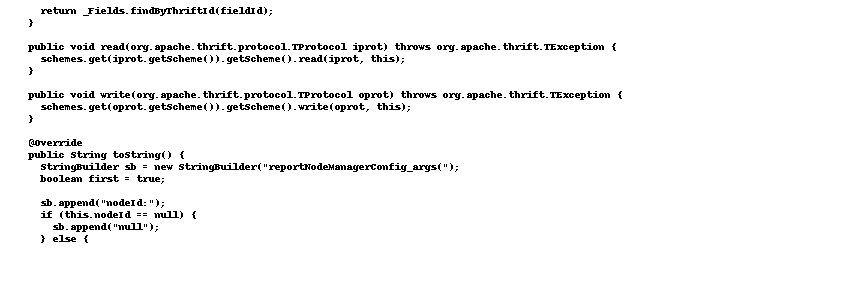 return _Fields.findByThriftId(fieldId);
}
public void read(org.apache.thrift.protocol.TProtocol iprot) throws org.apache.thrift.TException {
schemes.get(iprot.getScheme()).getScheme().read(iprot, this);
}
public void write(org.apache.thrift.protocol.TProtocol oprot) throws org.apache.thrift.TException {
schemes.get(oprot.getScheme()).getScheme().write(oprot, this);
}
@Override
public String toString() {
StringBuilder sb = new StringBuilder("reportNodeManagerConfig_args(");
boolean first = true;
sb.append("nodeId:");
if (this.nodeId == null) {
sb.append("null");
} else {